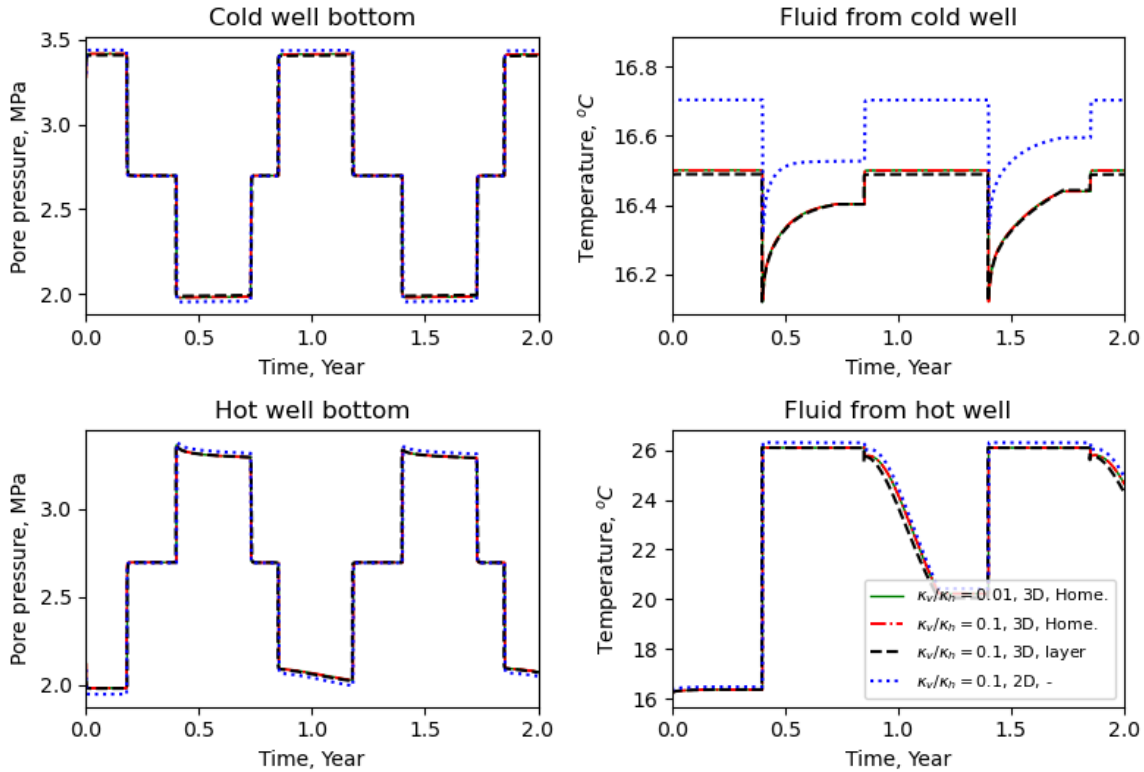 Cold well bottom
3.5
3.0
2.5
2.0
Pore pressure, MPa
0.0 0.5 1.0 1.5 2.0
Time, Year
Fluid from cold well
16.8
16.6
16.4
16.2
Temperature, °C
0.0 0.5 1.0 1.5 2.0
Time, Year
Hot well bottom
3.0
2.5
2.0
Pore pressure, MPa
0.0 0.5 1.0 1.5 2.0
Time, Year
Fluid from hot well
26
24
22
20
18
16
Temperature, °C
κv/κh = 0.01, 3D, Home.
κv/κh = 0.1, 3D, Home.
κv/κh = 0.1, 3D, layer
κv/κh = 0.1, 2D, -
0.0 0.5 1.0 1.5 2.0
Time, Year